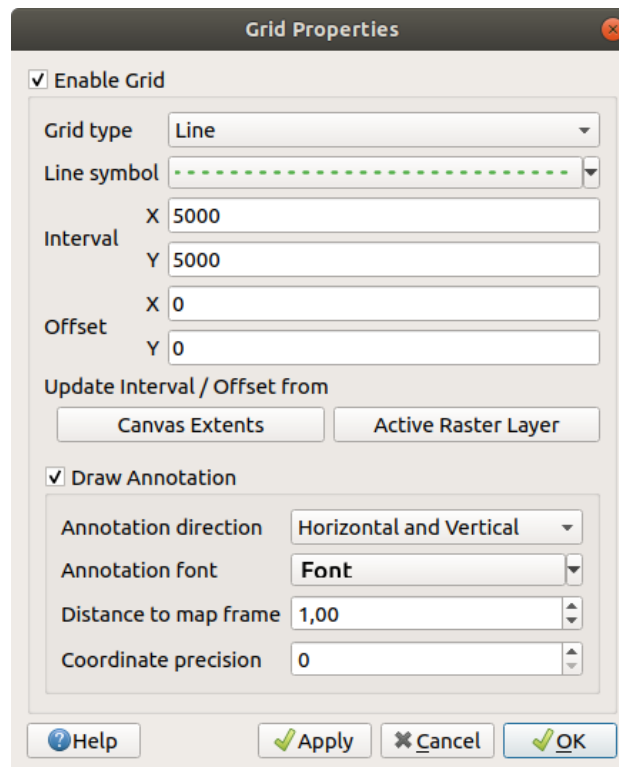 Grid Properties
Enable Grid
Grid type Line
Line symbol
Interval
X 5000
Y 5000
Offset
X 0
Y 0
Update Interval / Offset from
Canvas Extents Active Raster Layer
Draw Annotation
Annotation direction Horizontal and Vertical
Annotation font Font
Distance to map frame 1,00
Coordinate precision 0
Help Apply Cancel OK